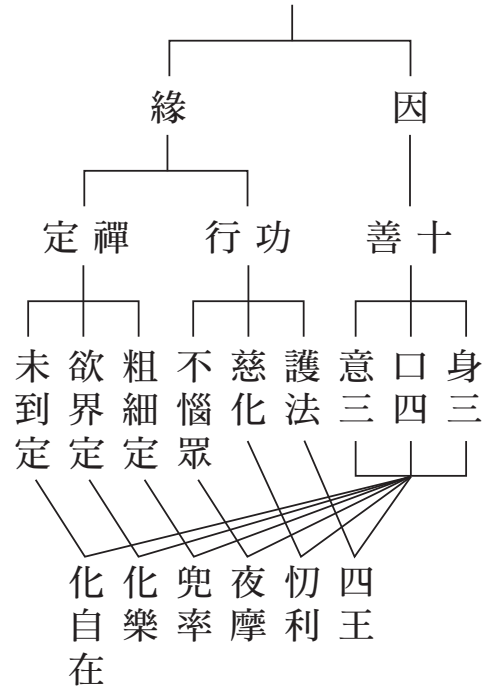 因
緣
十善
功行
禪定
身三
口四
意三
護法
慈化
不惱眾
粗細定
欲界定
未到定
四王
忉利
夜摩
兜率
化樂
化自在